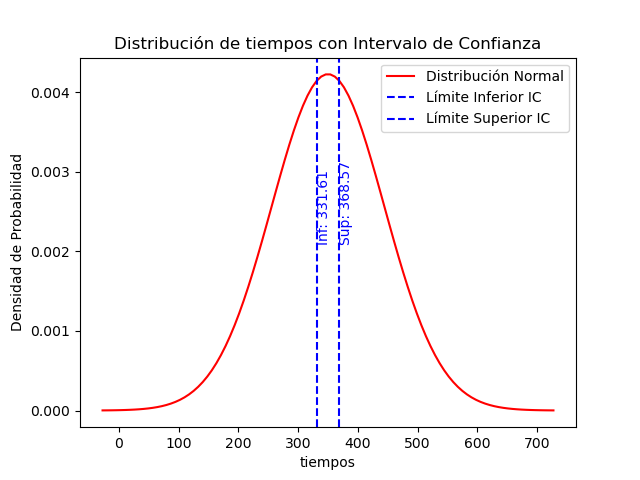 Distribución de tiempos con Intervalo de Confianza
Distribución Normal
Límite Inferior IC
Límite Superior IC
Densidad de Probabilidad
0.004
0.003
0.002
0.001
0.000
Inf: 331.61
Sup: 368.57
0 100 200 300 400 500 600 700
tiempos